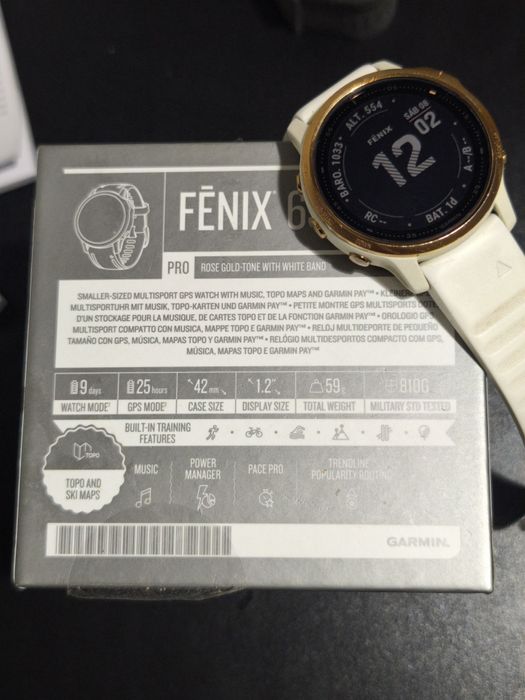 ALT. 554
SÁB 08
FĒNIX
12 02
BARO. 1033
A--/B--
RC --
BAT. 1d
FĒNIX® 6
PRO ROSE GOLD-TONE WITH WHITE BAND
SMALLER-SIZED MULTISPORT GPS WATCH WITH MUSIC, TOPO MAPS AND GARMIN PAY™ • KLEINER
MULTISPORTUHR MIT MUSIK, TOPO-KARTEN UND GARMIN PAY™ • PETITE MONTRE GPS MULTISPORTS
D'UN STOCKAGE POUR LA MUSIQUE, DE CARTES TOPO ET DE LA FONCTION GARMIN PAY™ • OROLOGIO GPS
MULTISPORT COMPATTO CON MUSICA, MAPPE TOPO Y GARMIN PAY™ • RELOJ MULTIDEPORTE DE PEQUEÑO
TAMAÑO CON GPS, MÚSICA, MAPAS TOPO Y GARMIN PAY™ • RELÓGIO MULTIDESPORTOS COMPACTO COM GPS,
MÚSICA, MAPAS TOPO E GARMIN PAY™
9 days 25 hours 42 mm 1.2" 59g 810G
WATCH MODE GPS MODE CASE SIZE DISPLAY SIZE TOTAL WEIGHT MILITARY STD TESTED
BUILT-IN TRAINING
FEATURES
TOPO
TOPO AND
SKI MAPS
MUSIC
POWER
MANAGER
PACE PRO
TRENDLINE
POPULARITY ROUTING
GARMIN.